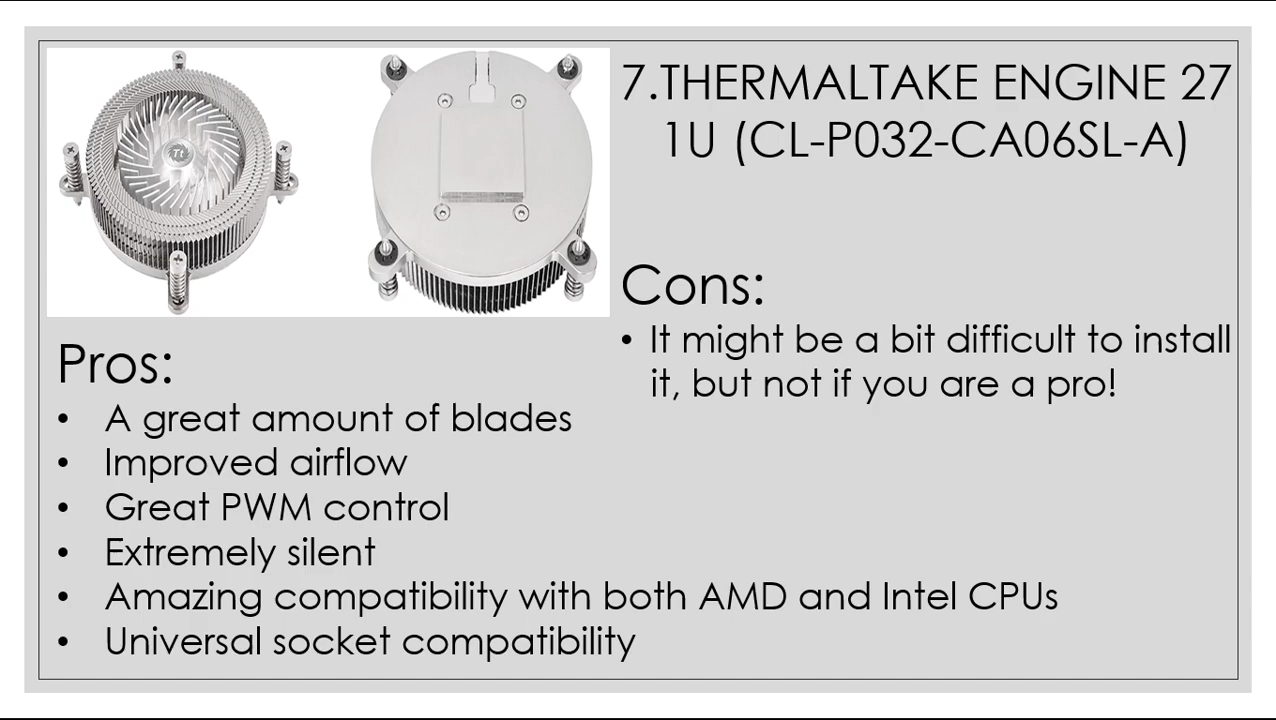 7.THERMALTAKE ENGINE 27
1U (CL-P032-CA06SL-A)
Cons:
• It might be a bit difficult to install
it, but not if you are a pro!
Pros:
• A great amount of blades
• Improved airflow
• Great PWM control
• Extremely silent
• Amazing compatibility with both AMD and Intel CPUs
• Universal socket compatibility